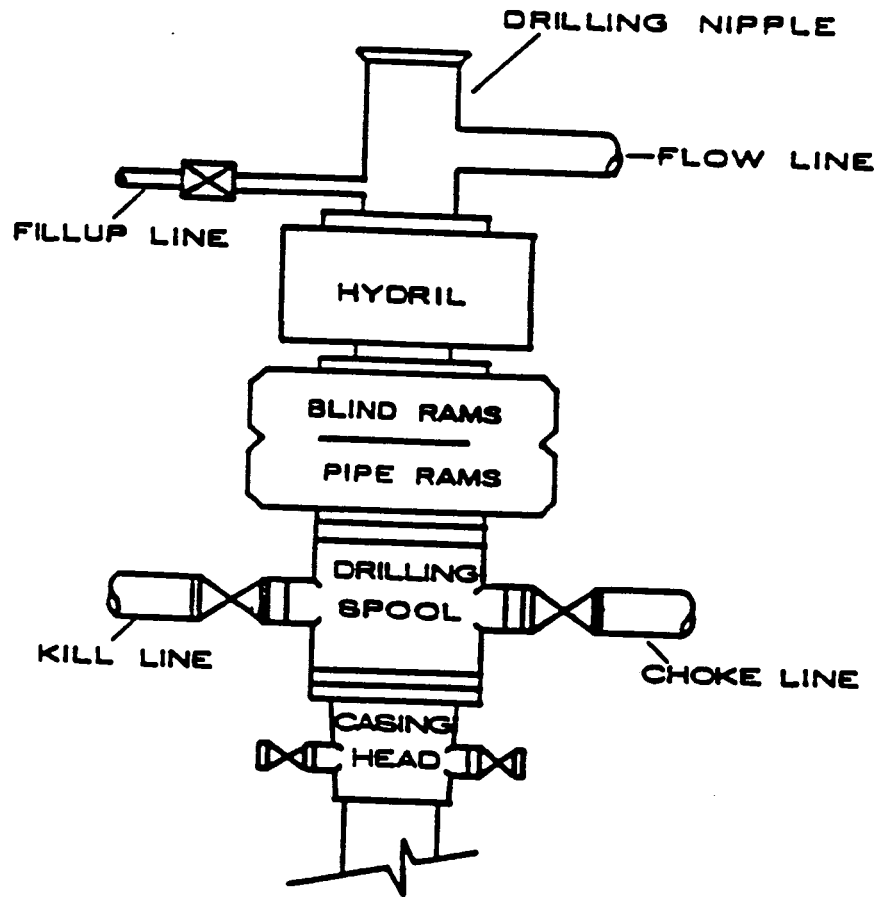 DRILLING NIPPLE
FLOW LINE
FILLUP LINE
HYDRIL
BLIND RAMS
PIPE RAMS
DRILLING
SPOOL
KILL LINE
CHOKE LINE
CASING
HEAD